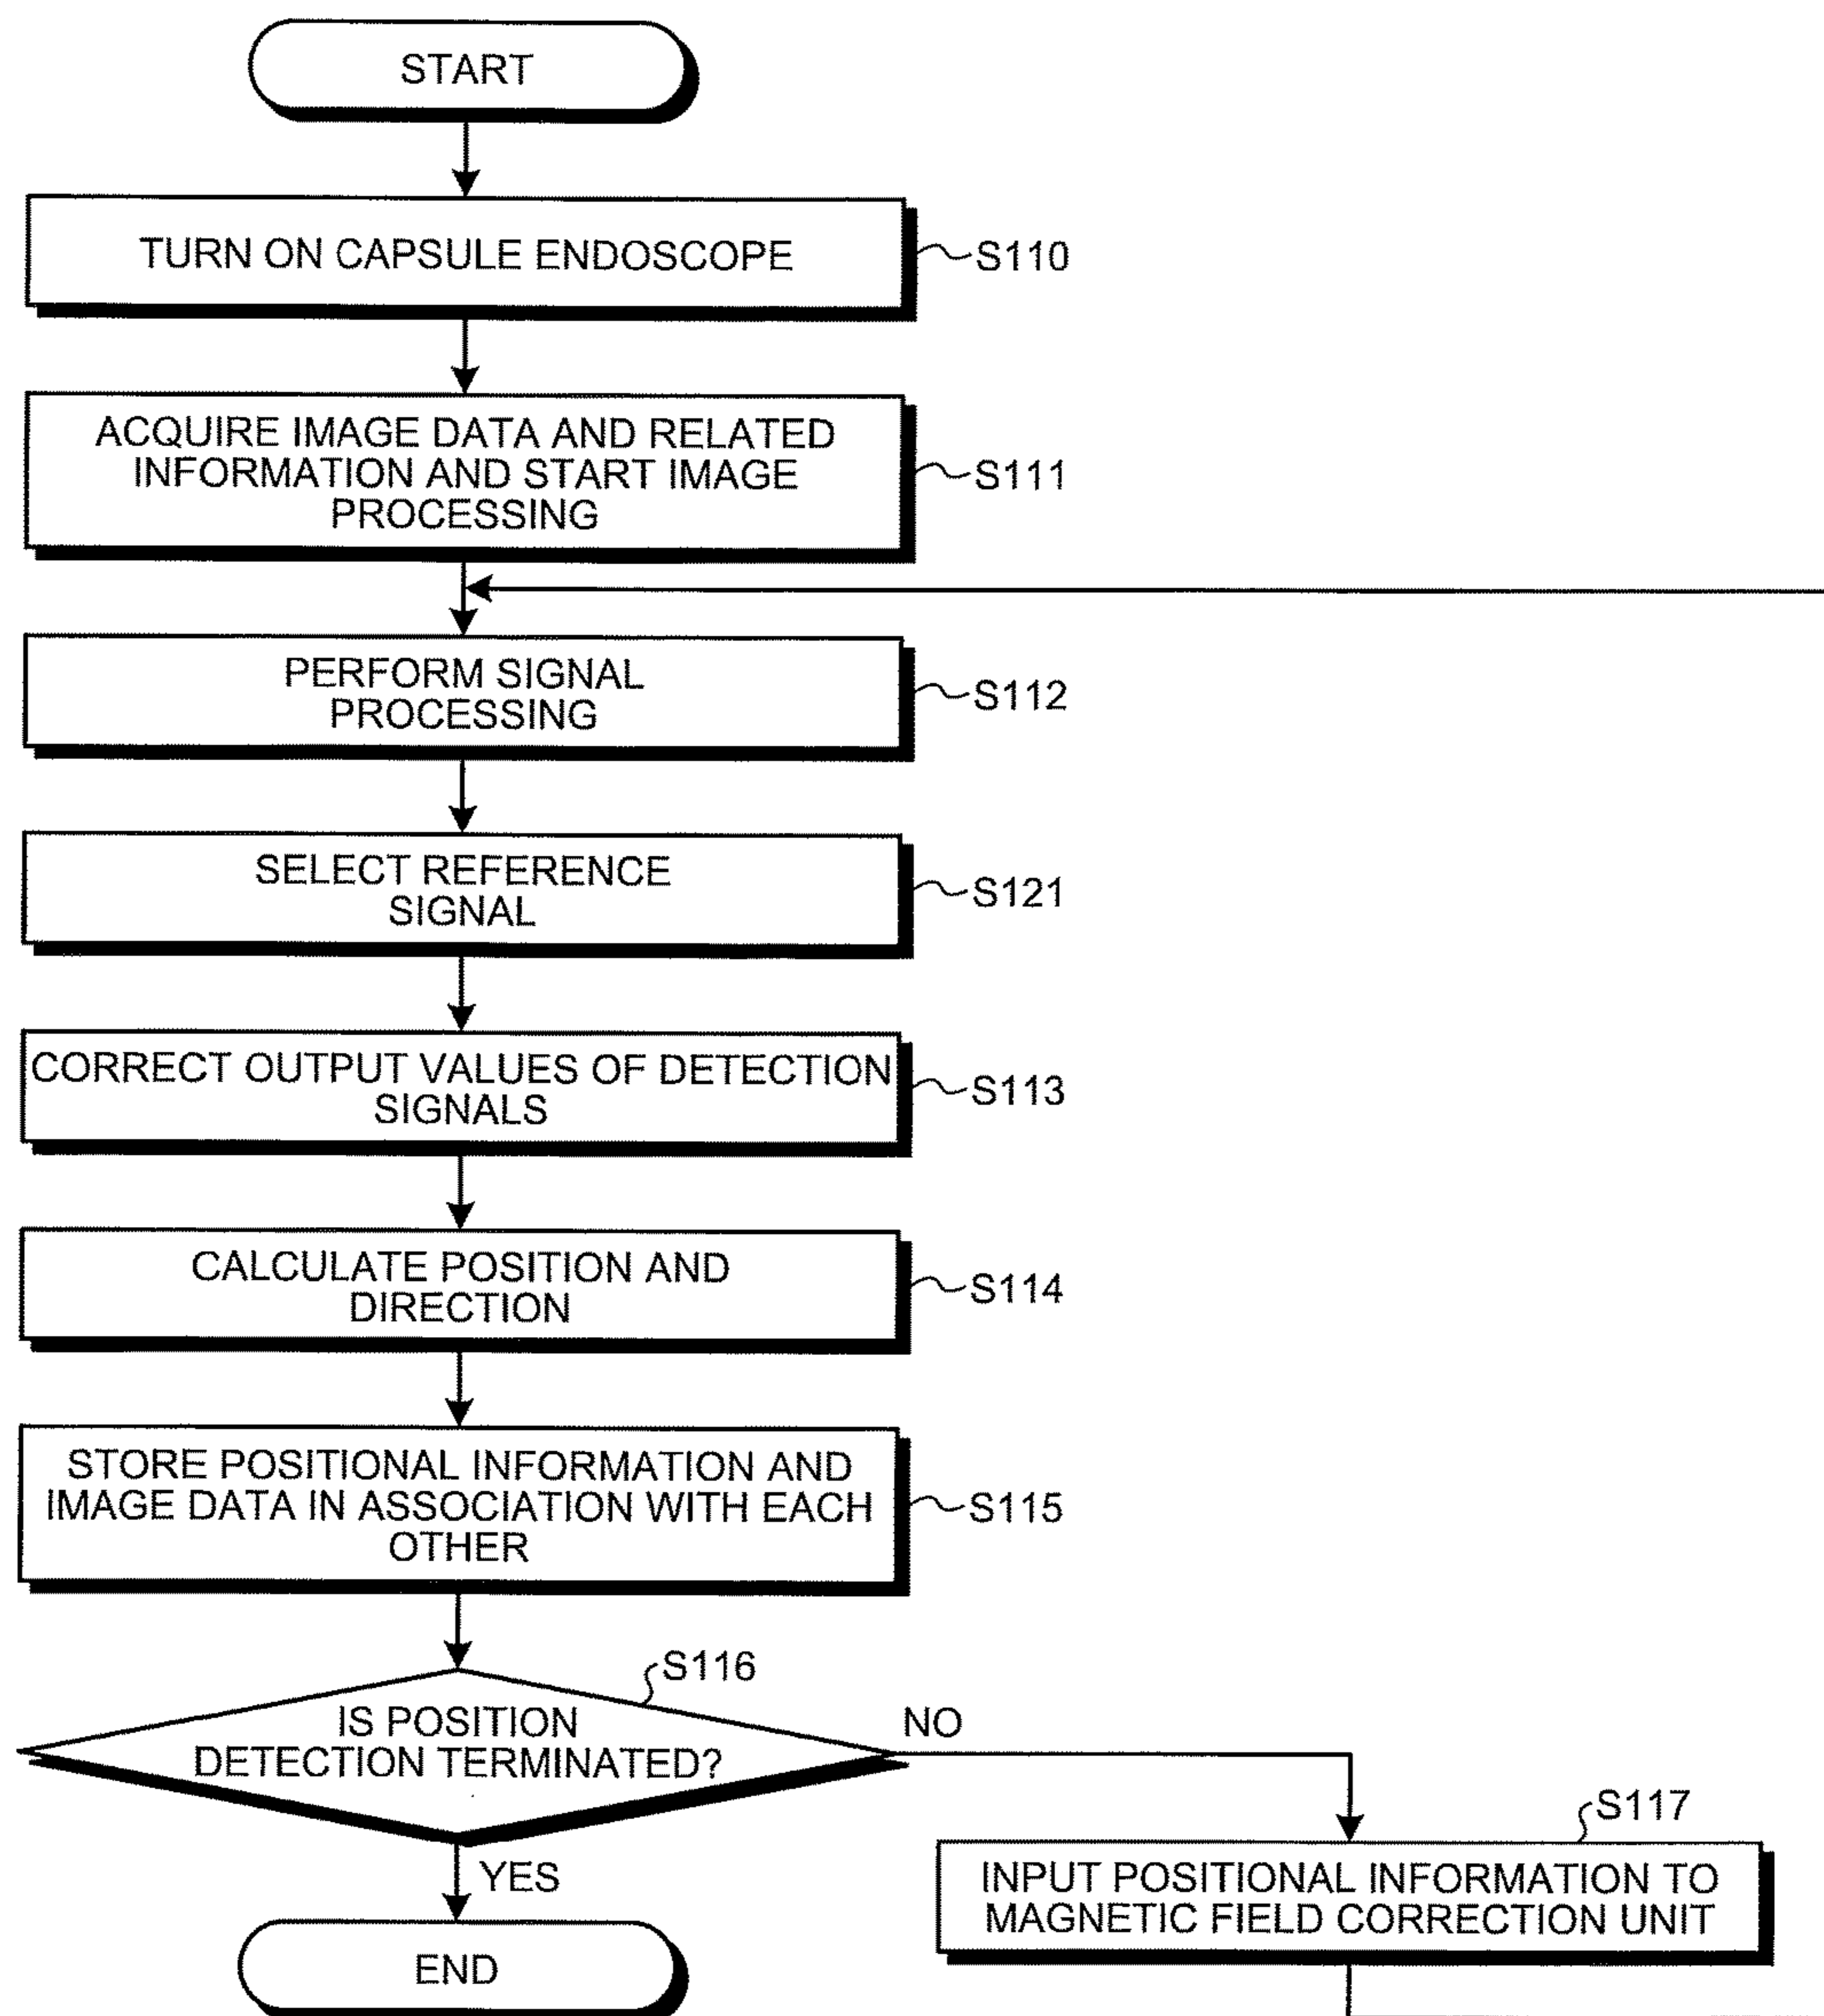 START
TURN ON CAPSULE ENDOSCOPE
S110
ACQUIRE IMAGE DATA AND RELATED
INFORMATION AND START IMAGE
PROCESSING
S111
PERFORM SIGNAL
PROCESSING
S112
SELECT REFERENCE
SIGNAL
S121
CORRECT OUTPUT VALUES OF DETECTION
SIGNALS
S113
CALCULATE POSITION AND
DIRECTION
S114
STORE POSITIONAL INFORMATION AND
IMAGE DATA IN ASSOCIATION WITH EACH
OTHER
S115
S116
IS POSITION
DETECTION TERMINATED?
NO
YES
S117
INPUT POSITIONAL INFORMATION TO
MAGNETIC FIELD CORRECTION UNIT
END